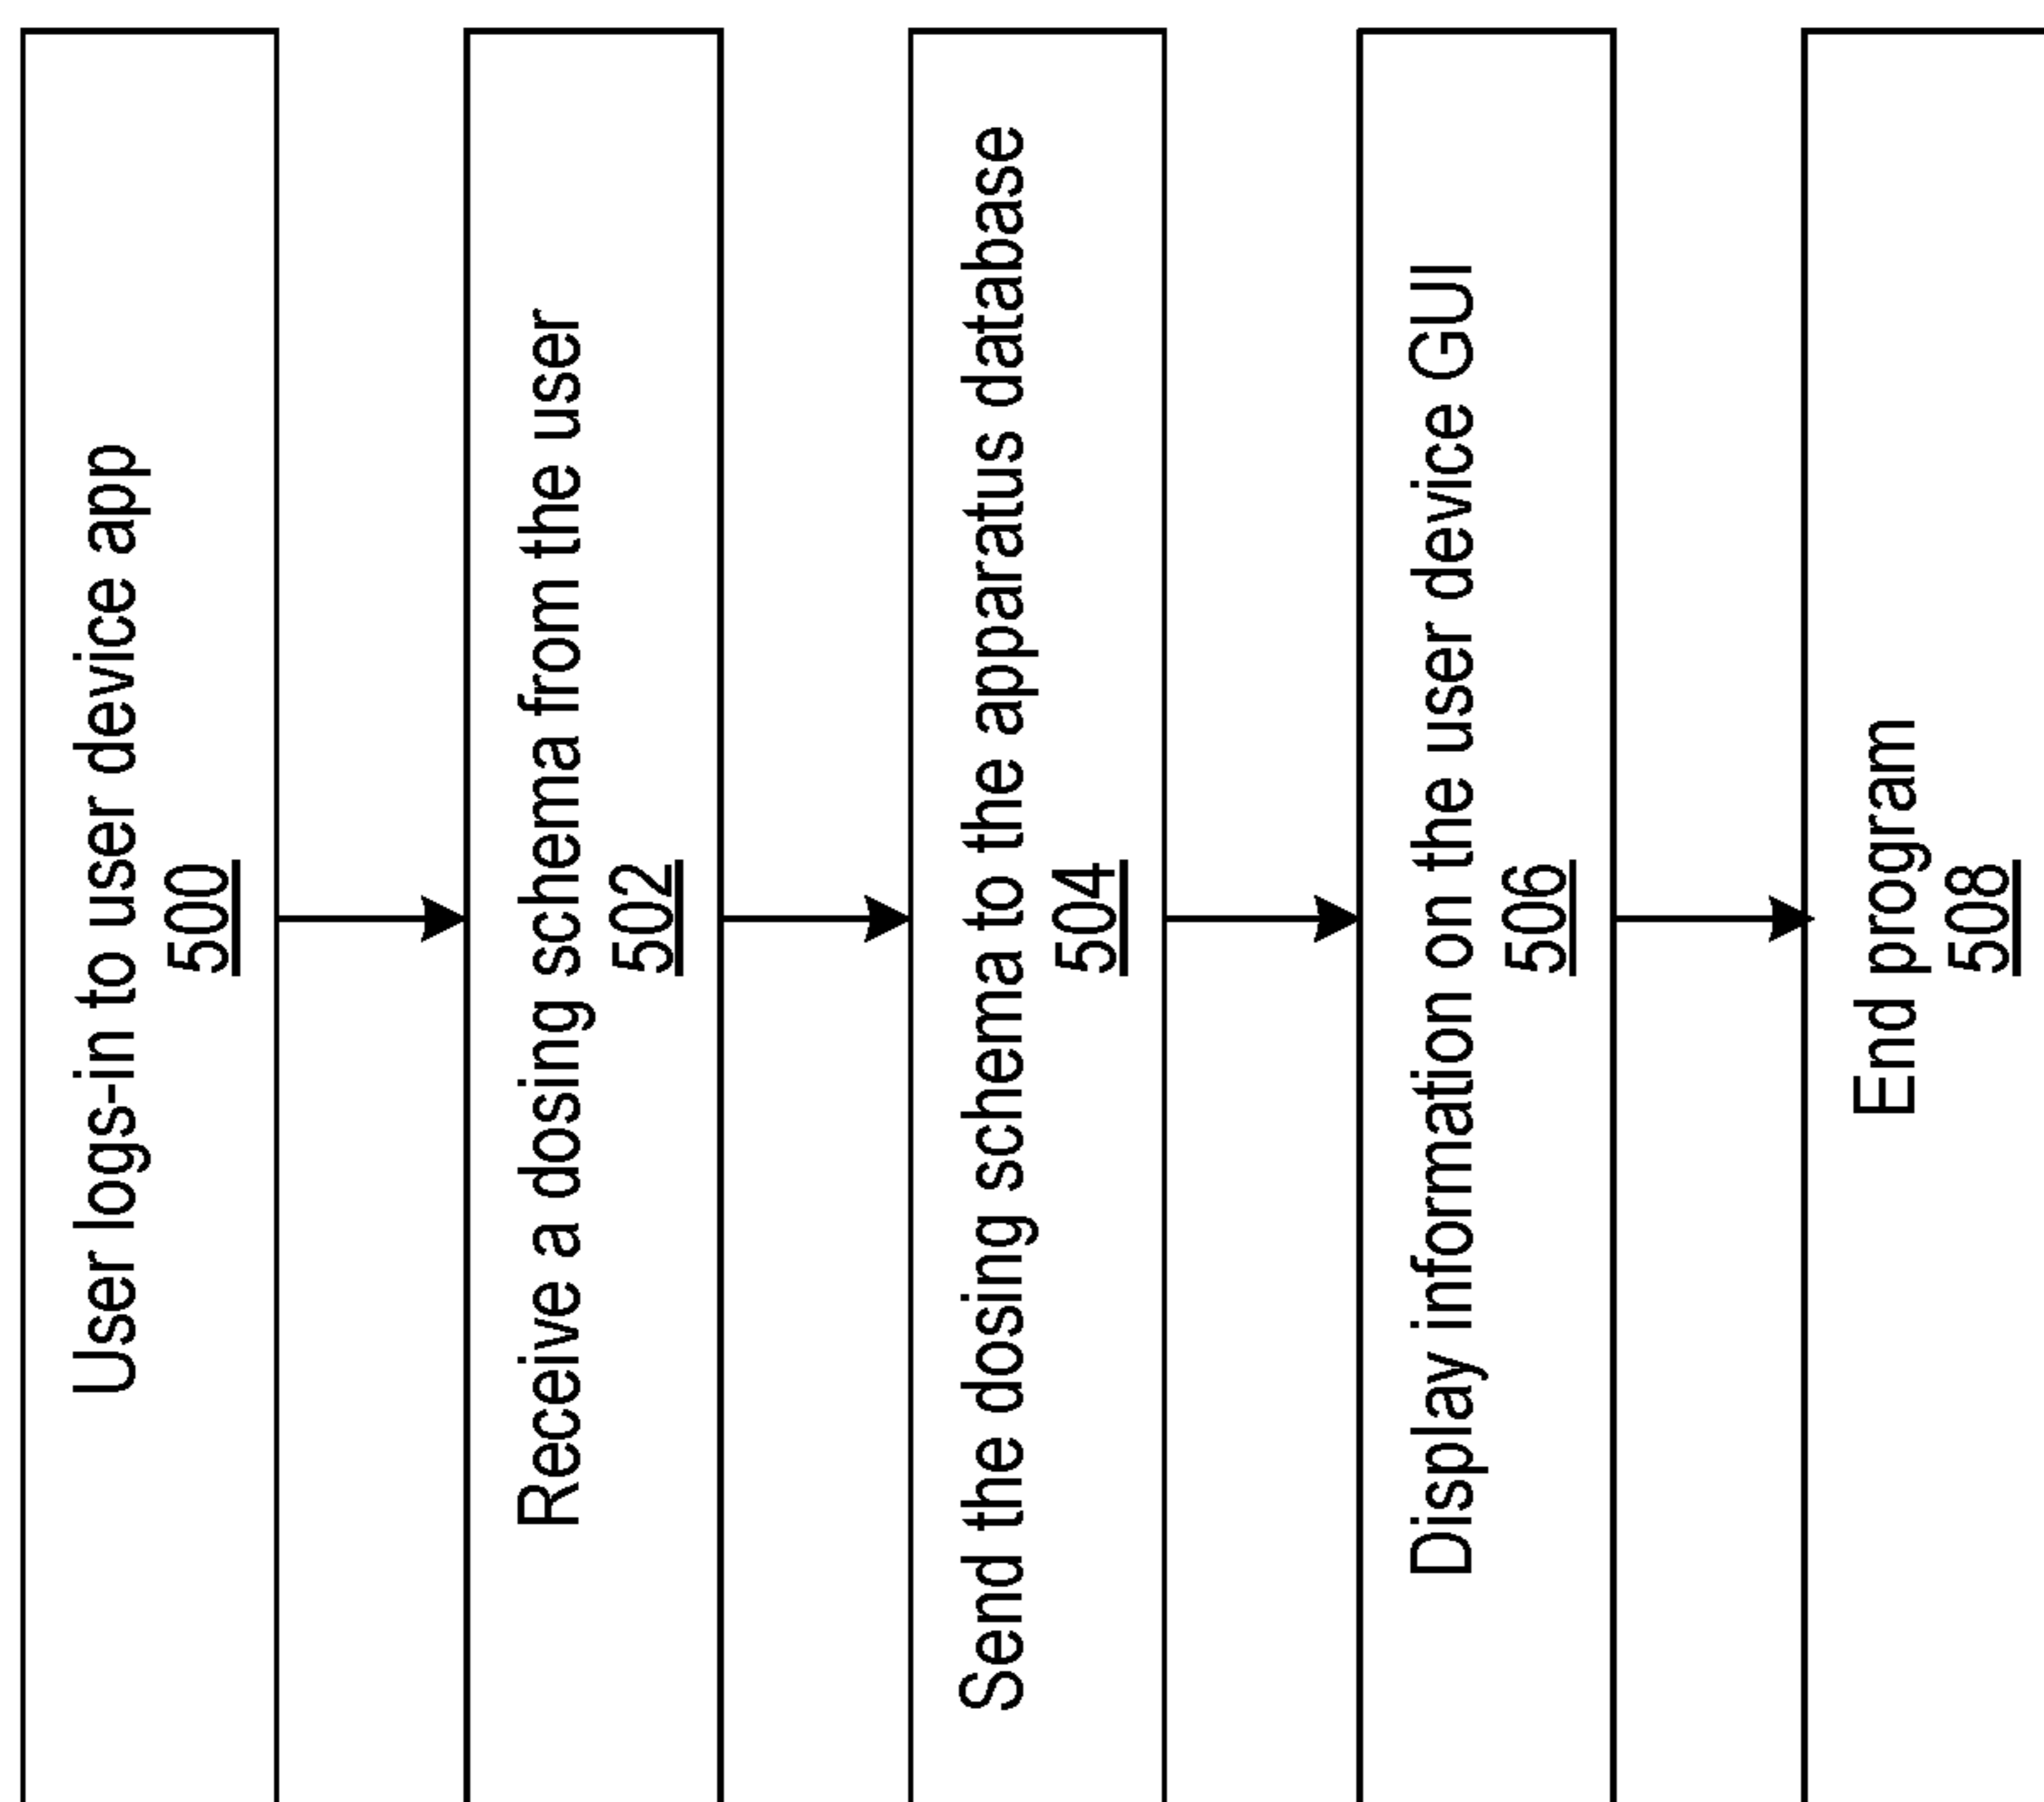 User logs-in to user device app
500
Receive a dosing schema from the user
502
Send the dosing schema to the apparatus database
504
Display information on the user device GUI
506
End program
508